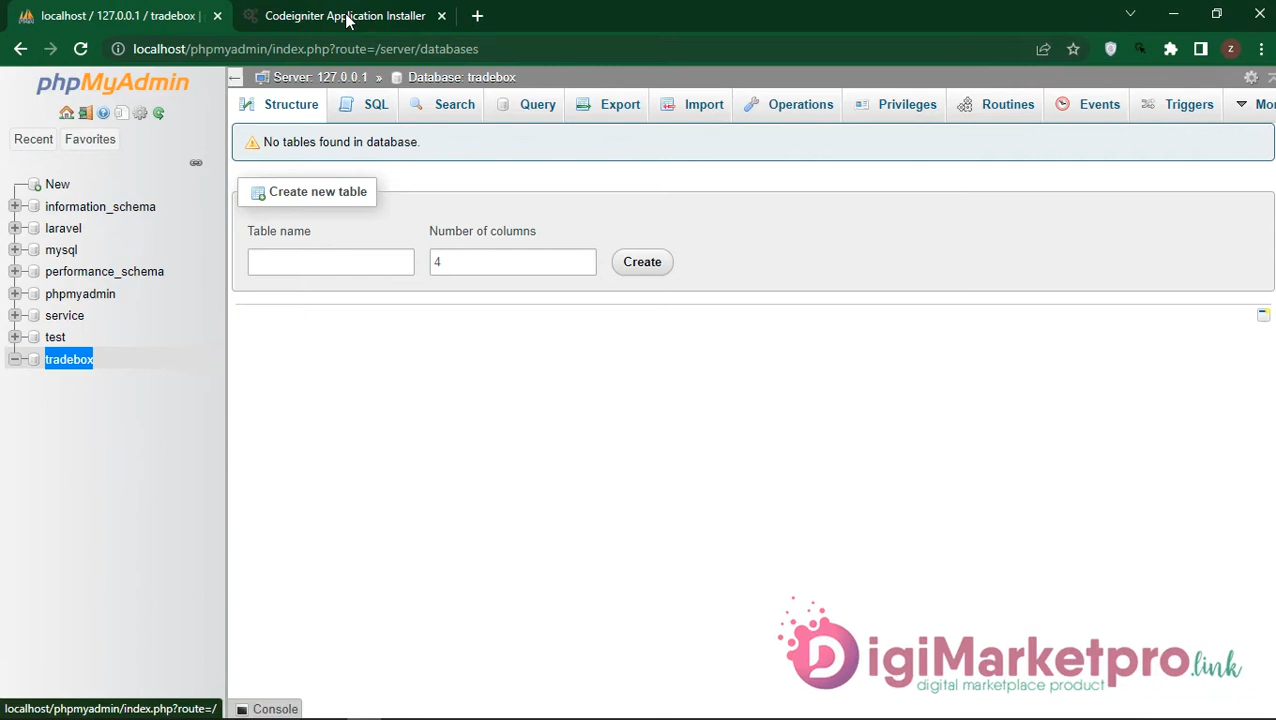 localhost / 127.0.0.1 / tradebox |
Codeigniter Application Installer
localhost/phpmyadmin/index.php?route=/server/databases
Z
phpMyAdmin
Recent
Favorites
New
information_schema
laravel
mysql
performance_schema
phpmyadmin
service
test
tradebox
Server: 127.0.0.1 » Database: tradebox
Structure
SQL
Search
Query
Export
Import
Operations
Privileges
Routines
Events
Triggers
Mo
No tables found in database.
Create new table
Table name
Number of columns
4
Create
DigiMarketpro.link
digital marketplace product
localhost/phpmyadmin/index.php?route=/
Console